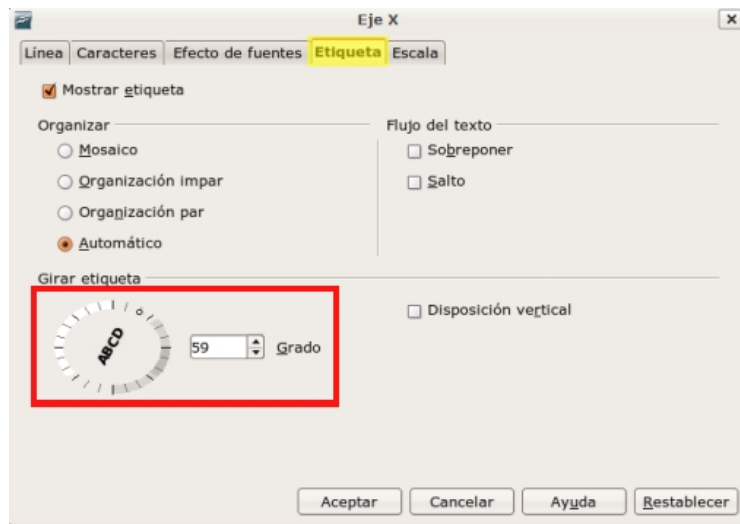 Eje X
Línea Caracteres Efecto de fuentes Etiqueta Escala
Mostrar etiqueta
Organizar
Mosaico
Organización impar
Organización par
Automático
Flujo del texto
Sobreponer
Salto
Girar etiqueta
ABCD
59 Grado
Disposición vertical
Aceptar Cancelar Ayuda Restablecer